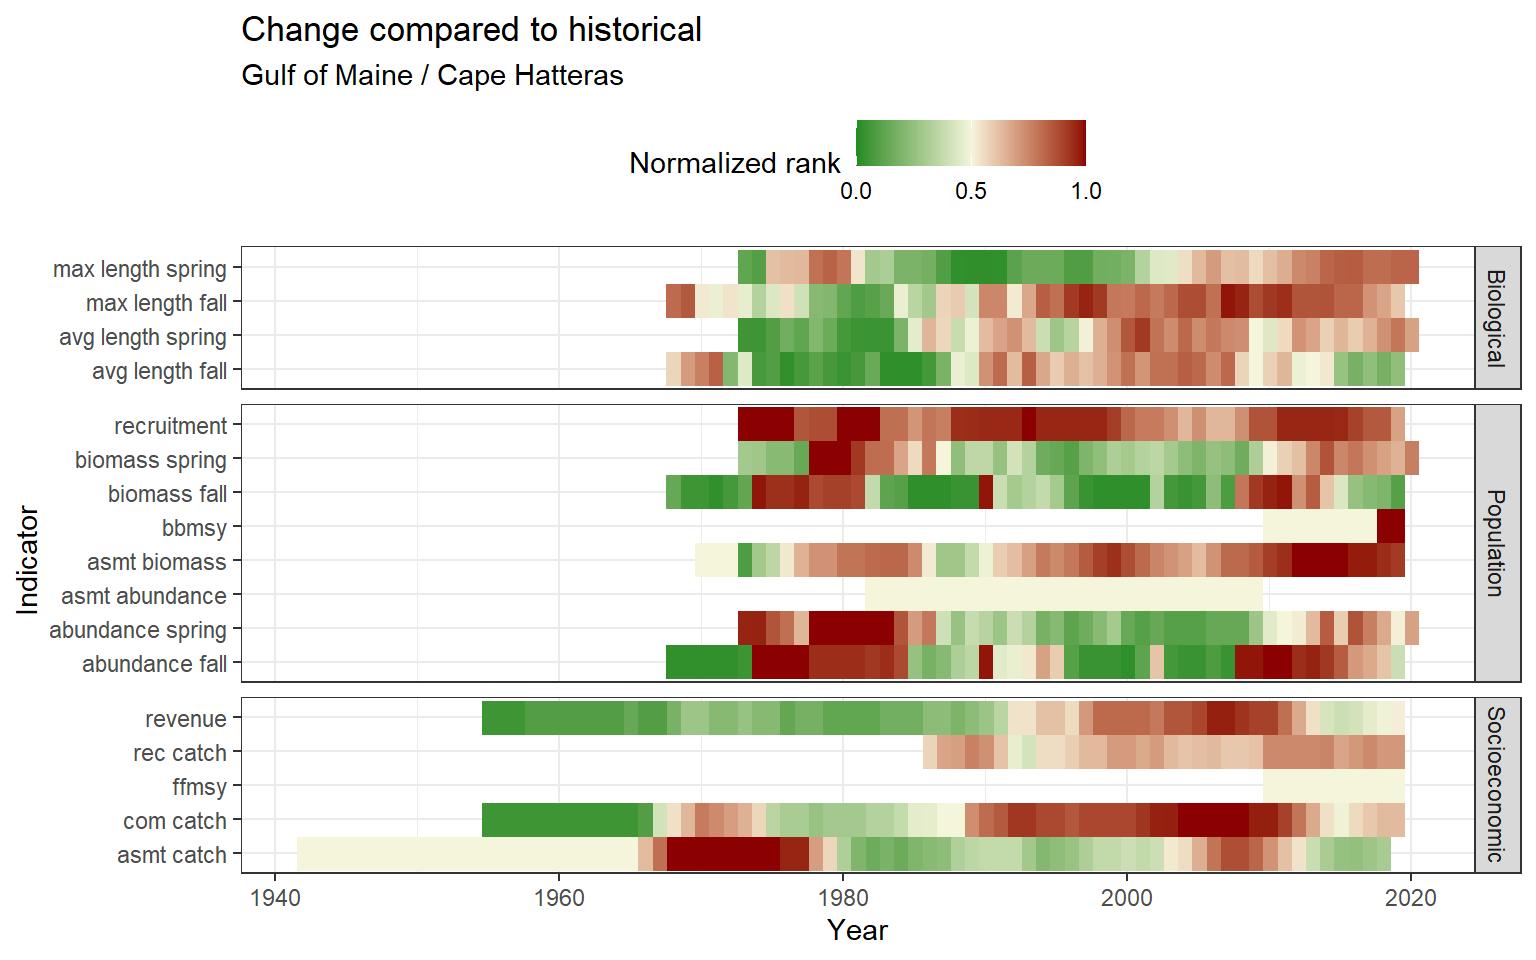 Change compared to historical
Gulf of Maine / Cape Hatteras
Normalized rank
0.0 0.5 1.0
max length spring
max length fall
avg length spring
avg length fall
Biological
recruitment
biomass spring
biomass fall
bbmsy
asmt biomass
asmt abundance
abundance spring
abundance fall
Population
revenue
rec catch
ffmsy
com catch
asmt catch
Socioeconomic
Indicator
1940 1960 1980 2000 2020
Year